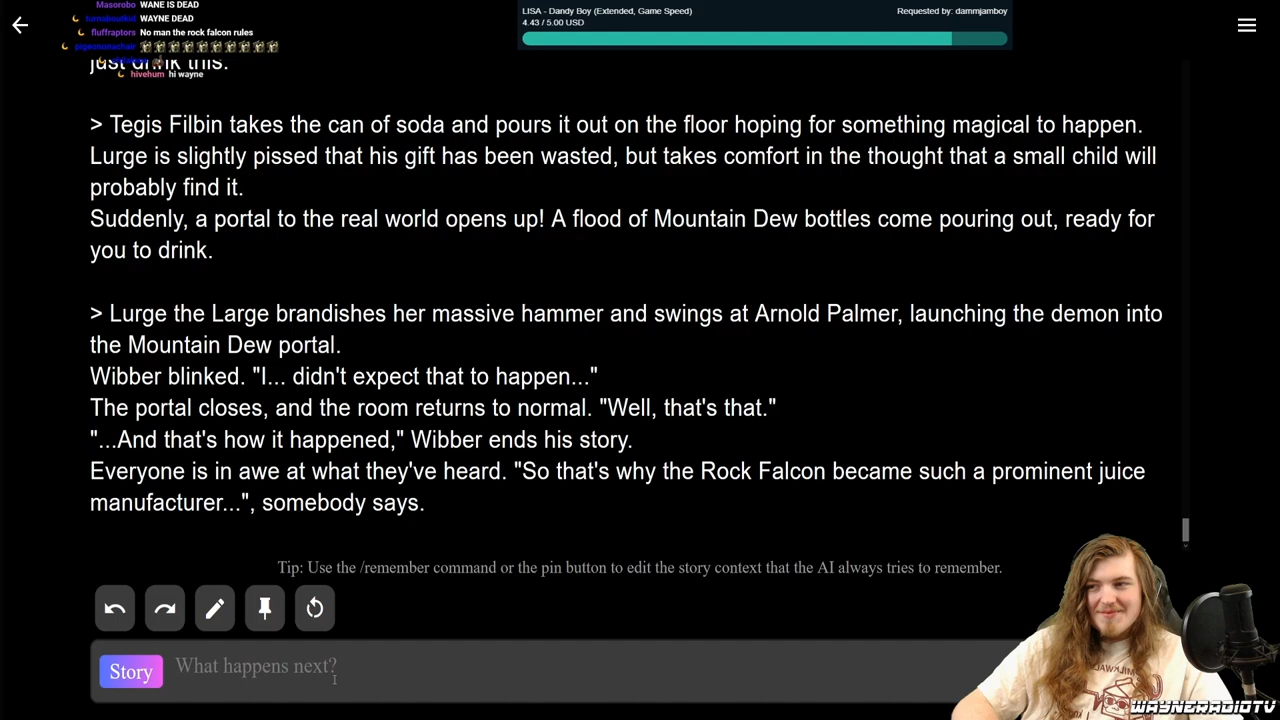 Masorobo WANE IS DEAD
turnaboutkid WAYNE DEAD
fluffraptors No man the rock falcon rules
pigeononachair
hivehum hi wayne
LISA - Dandy Boy (Extended, Game Speed)
Requested by: dammjamboy
4.43 / 5.00 USD
just drink this.
> Tegis Filbin takes the can of soda and pours it out on the floor hoping for something magical to happen.
Lurge is slightly pissed that his gift has been wasted, but takes comfort in the thought that a small child will
probably find it.
Suddenly, a portal to the real world opens up! A flood of Mountain Dew bottles come pouring out, ready for
you to drink.
> Lurge the Large brandishes her massive hammer and swings at Arnold Palmer, launching the demon into
the Mountain Dew portal.
Wibber blinked. "I... didn't expect that to happen..."
The portal closes, and the room returns to normal. "Well, that's that."
"...And that's how it happened," Wibber ends his story.
Everyone is in awe at what they've heard. "So that's why the Rock Falcon became such a prominent juice
manufacturer...", somebody says.
Tip: Use the /remember command or the pin button to edit the story context that the AI always tries to remember.
Story What happens next?
WAYNERADIOTV